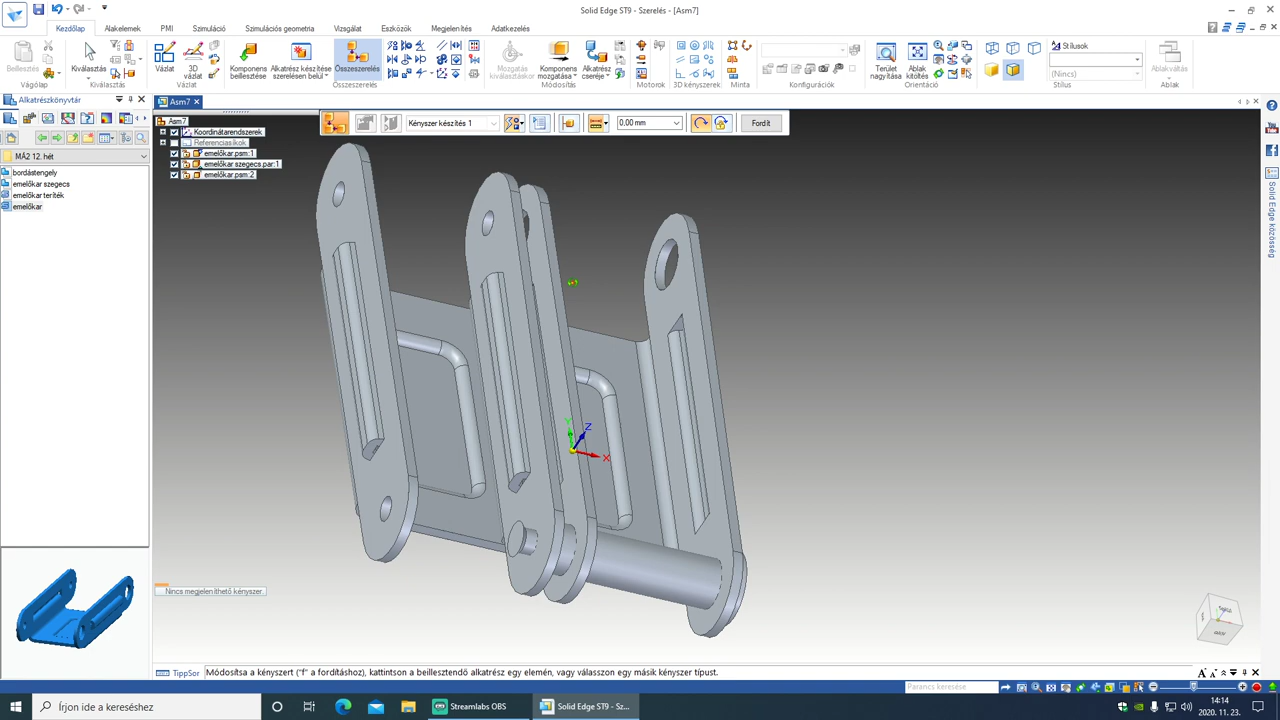 Solid Edge ST9 - Szerelés - [Asm7]
Kezdőlap Alakelemek PMI Szimuláció Szimulációs geometria Vizsgálat Eszközök Megjelenítés Adatkezelés
Beillesztés
Vágólap
Kiválasztás
Kiválasztás
Vázlat
3D vázlat
Vázlat
Komponens beillesztése
Alkatrész készítése szerelésen belül
Összeszerelés
Összeszerelés
Mozgatás kiválasztáskor
Komponens mozgatása
Alkatrész cseréje
Módosítás
Motorok
3D kényszerek
Minta
Konfigurációk
Terület nagyítása
Ablak kitöltés
Orientáció
Stílusok
(Nincs)
Stílus
Ablakváltás
Ablak
Alkatrészkönyvtár
Asm7
MÁ2 12. hét
bordástengely
emelőkar szegecs
emelőkar teríték
emelőkar
Asm7
Koordinátarendszerek
Referenciasíkok
emelőkar.psm:1
emelőkar szegecs.par:1
emelőkar.psm:2
Kényszer készítés 1
0.00 mm
Fordít
Solid Edge közösség
Y
Z
X
Nincs megjeleníthető kényszer.
TippSor
Módosítsa a kényszert ("f" a fordításhoz), kattintson a beillesztendő alkatrész egy elemén, vagy válasszon egy másik kényszer típust.
Parancs keresése
Írjon ide a kereséshez
Streamlabs OBS
Solid Edge ST9 - Sz...
14:14
2020. 11. 23.